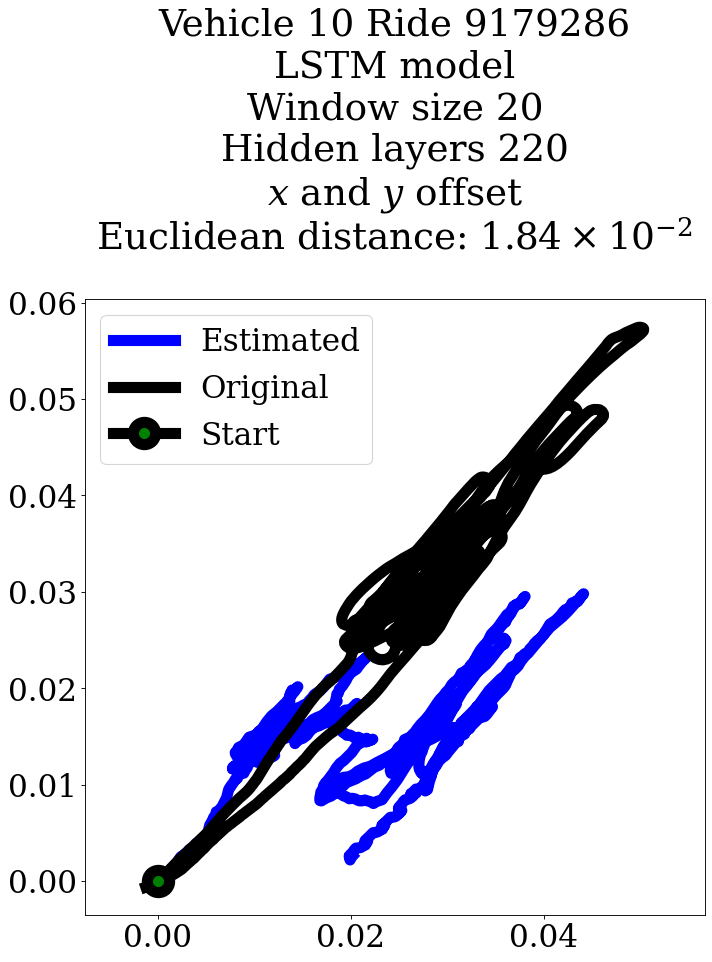 Vehicle 10 Ride 9179286
LSTM model
Window size 20
Hidden layers 220
x and y offset
Euclidean distance: 1.84 × 10⁻²
0.06
0.05
0.04
0.03
0.02
0.01
0.00
Estimated
Original
Start
0.00 0.02 0.04